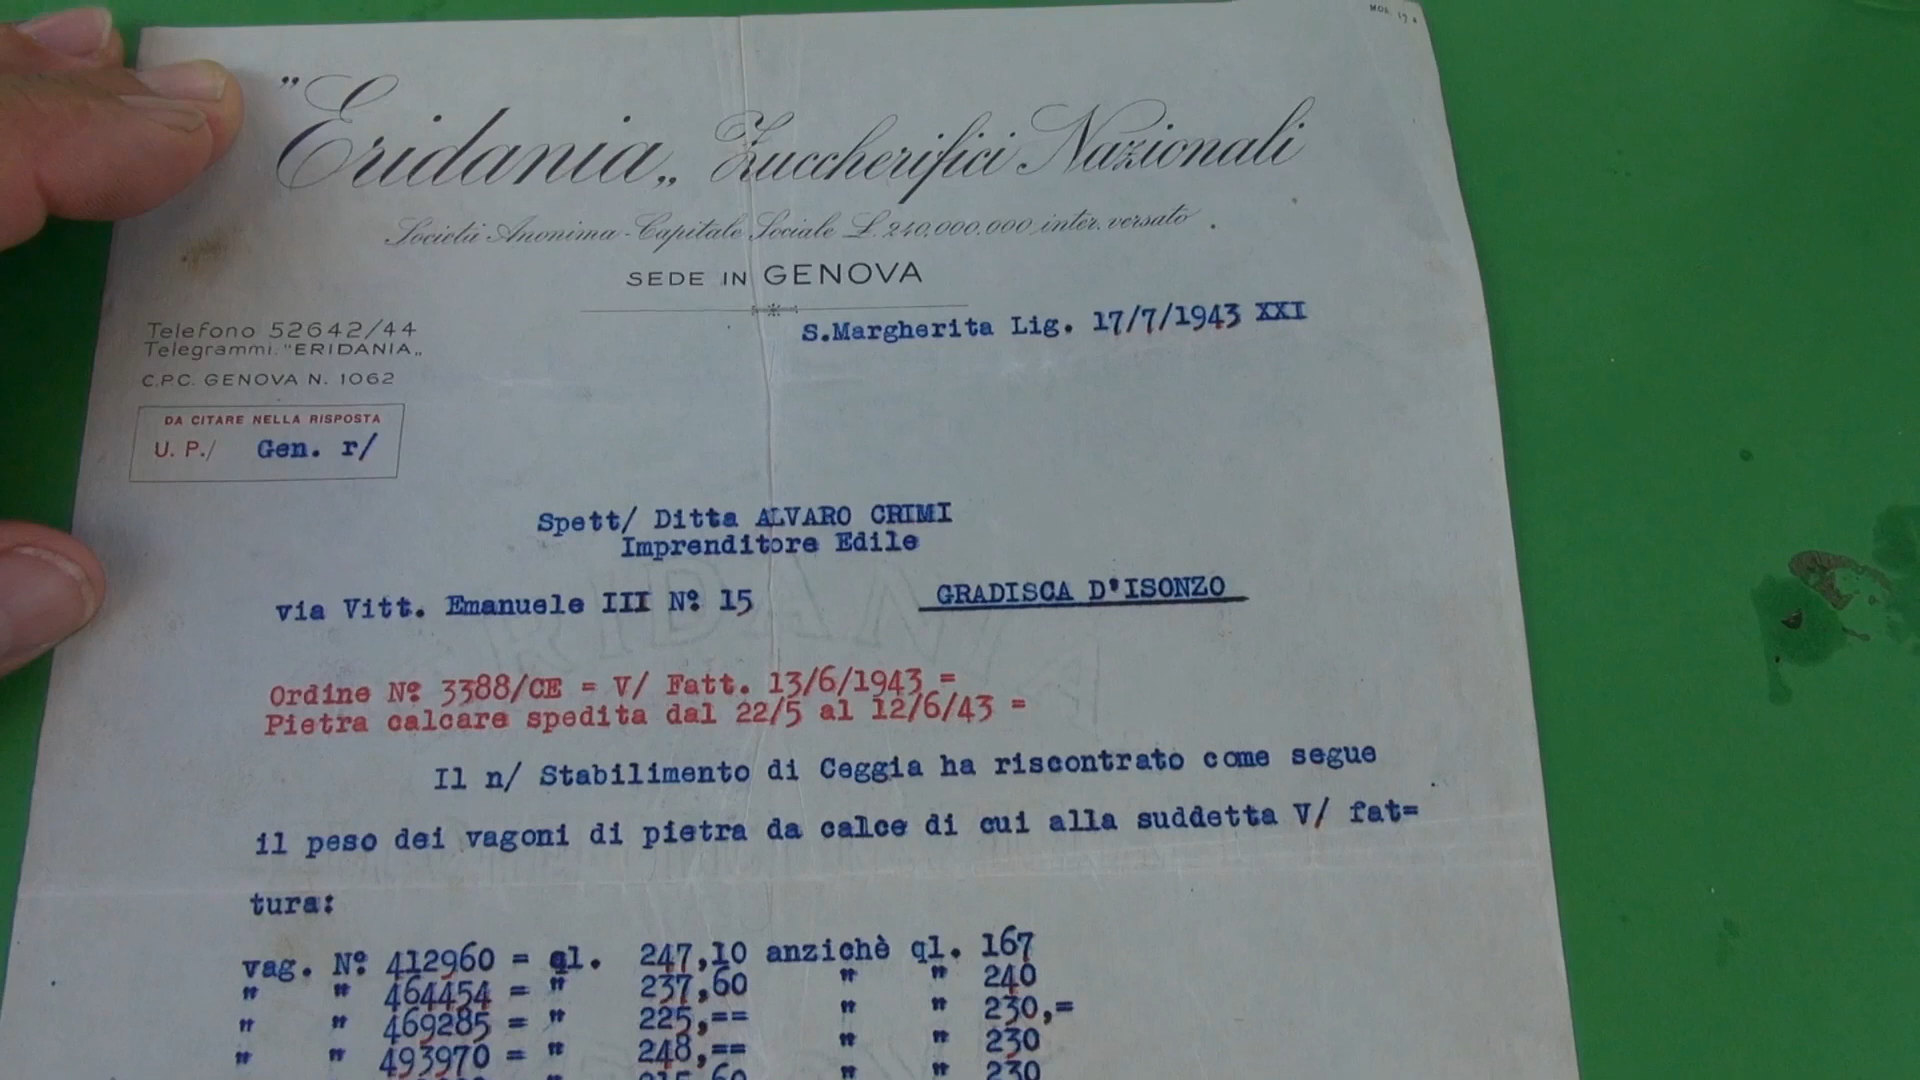 "Eridania„ Zuccherifici Nazionali
Società Anonima - Capitale Sociale L. 240.000.000 inter. versato
SEDE IN GENOVA
S.Margherita Lig. 17/7/1943 XXI
Telefono 52642/44
Telegrammi. "ERIDANIA„
C.P.C. GENOVA N. 1062
DA CITARE NELLA RISPOSTA
U. P./ Gen. r/
Spett/ Ditta ALVARO CRIMI
Imprenditore Edile
via Vitt. Emanuele III Nº 15 GRADISCA D'ISONZO
Ordine Nº 3388/CE = V/ Fatt. 13/6/1943 =
Pietra calcare spedita dal 22/5 al 12/6/43 =
Il n/ Stabilimento di Ceggia ha riscontrato come segue
il peso dei vagoni di pietra da calce di cui alla suddetta V/ fat=
tura:
vag. Nº 412960 = ql. 247,10 anzichè ql. 167
" " 464454 = " 237,60 " " 240
" " 469285 = " 225,== " " 230,=
" " 493970 = " 248,== " " 230
" " 230